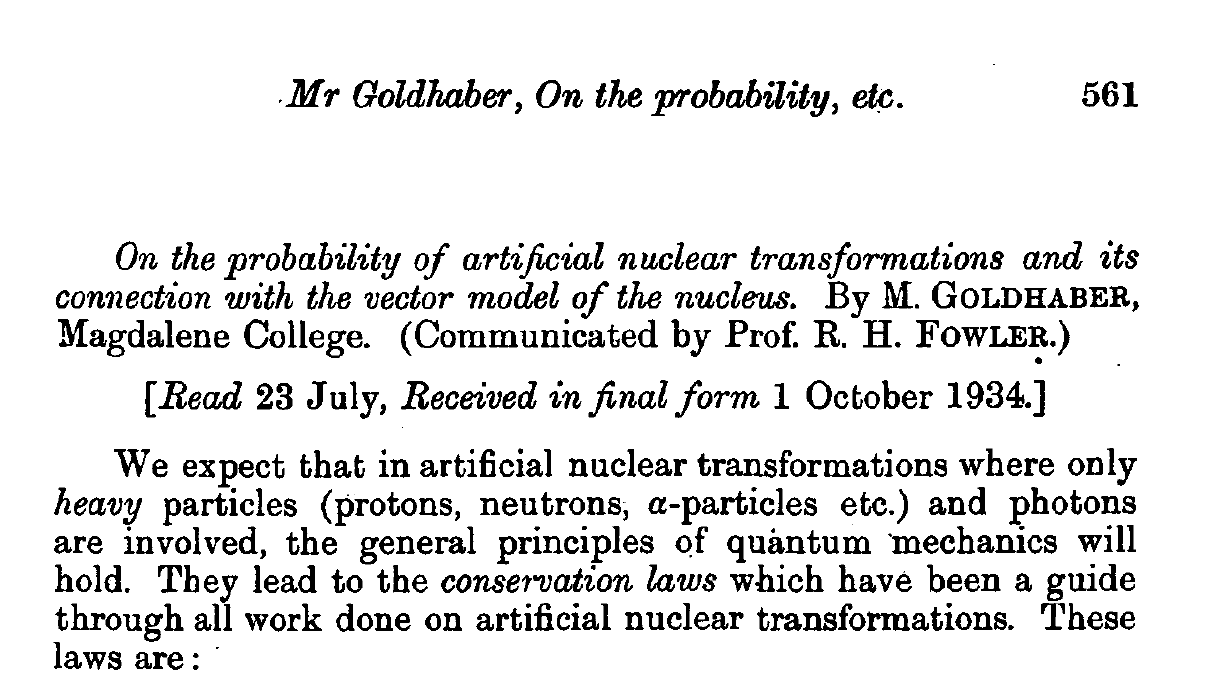 Mr Goldhaber, On the probability, etc. 561
On the probability of artificial nuclear transformations and its
connection with the vector model of the nucleus. By M. GOLDHABER,
Magdalene College. (Communicated by Prof. R. H. FOWLER.)
[Read 23 July, Received in final form 1 October 1934.]
We expect that in artificial nuclear transformations where only
heavy particles (protons, neutrons, α-particles etc.) and photons
are involved, the general principles of quantum mechanics will
hold. They lead to the conservation laws which have been a guide
through all work done on artificial nuclear transformations. These
laws are: